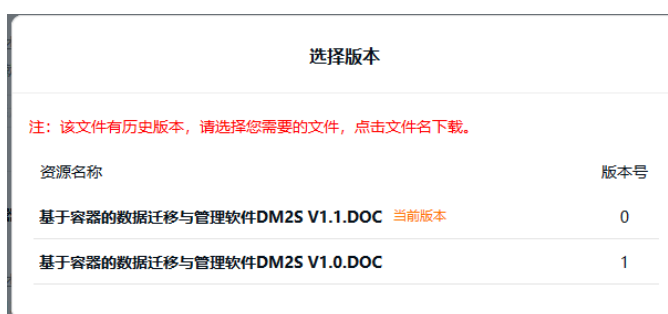 选择版本
注：该文件有历史版本，请选择您需要的文件，点击文件名下载。
资源名称 版本号
基于容器的数据迁移与管理软件DM2S V1.1.DOC 当前版本 0
基于容器的数据迁移与管理软件DM2S V1.0.DOC 1